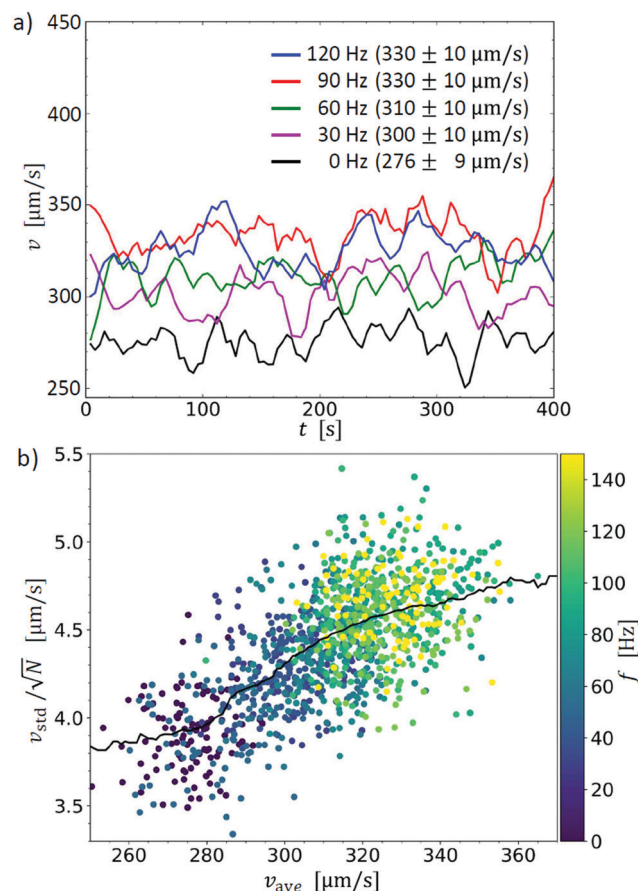 a)
450
400
350
300
250
v [μm/s]
120 Hz (330 ± 10 μm/s)
90 Hz (330 ± 10 μm/s)
60 Hz (310 ± 10 μm/s)
30 Hz (300 ± 10 μm/s)
0 Hz (276 ± 9 μm/s)
0 100 200 300 400
t [s]
b)
5.5
5.0
4.5
4.0
3.5
v_std/√N [μm/s]
260 280 300 320 340 360
v_ave [μm/s]
140
120
100
80
60
40
20
0
f [Hz]